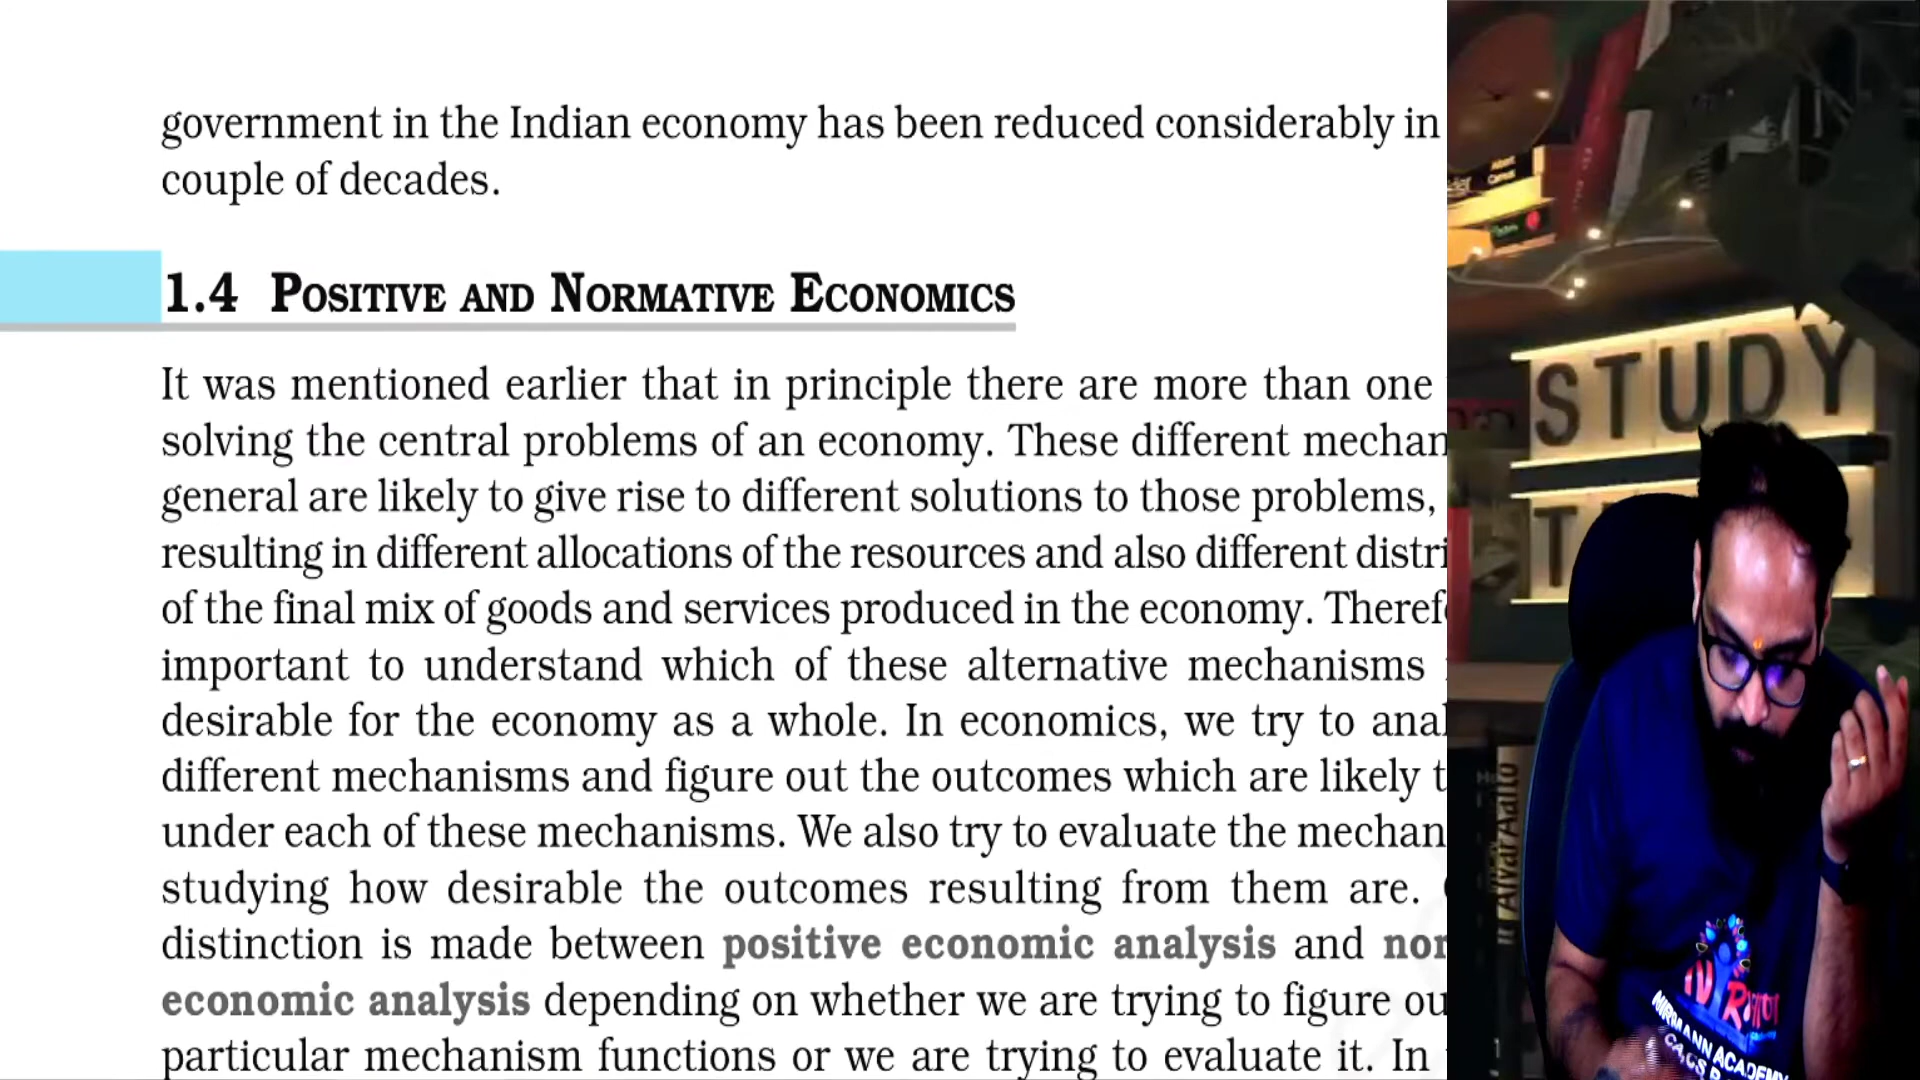 government in the Indian economy has been reduced considerably in
couple of decades.
1.4 POSITIVE AND NORMATIVE ECONOMICS
It was mentioned earlier that in principle there are more than one
solving the central problems of an economy. These different mechan
general are likely to give rise to different solutions to those problems,
resulting in different allocations of the resources and also different distri
of the final mix of goods and services produced in the economy. Theref
important to understand which of these alternative mechanisms
desirable for the economy as a whole. In economics, we try to anal
different mechanisms and figure out the outcomes which are likely t
under each of these mechanisms. We also try to evaluate the mechan
studying how desirable the outcomes resulting from them are.
distinction is made between positive economic analysis and nor
economic analysis depending on whether we are trying to figure ou
particular mechanism functions or we are trying to evaluate it. In
Albert
Camus
STUDY
T
Alvar Aalto
NIRMANN ACADEMY
CA,CS